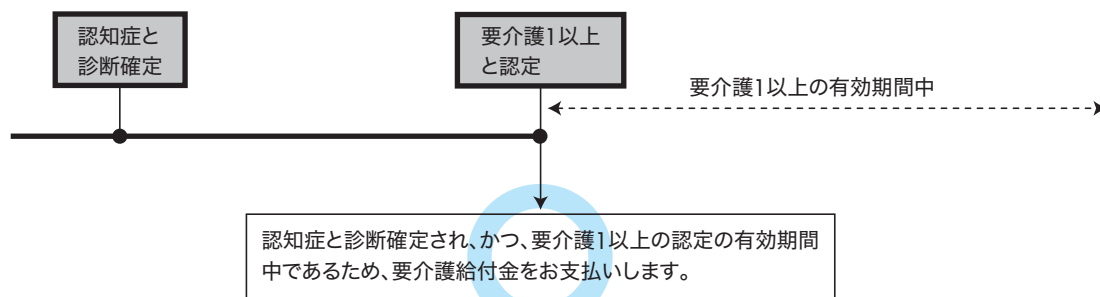 認知症と
診断確定
要介護1以上
と認定
要介護1以上の有効期間中
認知症と診断確定され、かつ、要介護1以上の認定の有効期間
中であるため、要介護給付金をお支払いします。